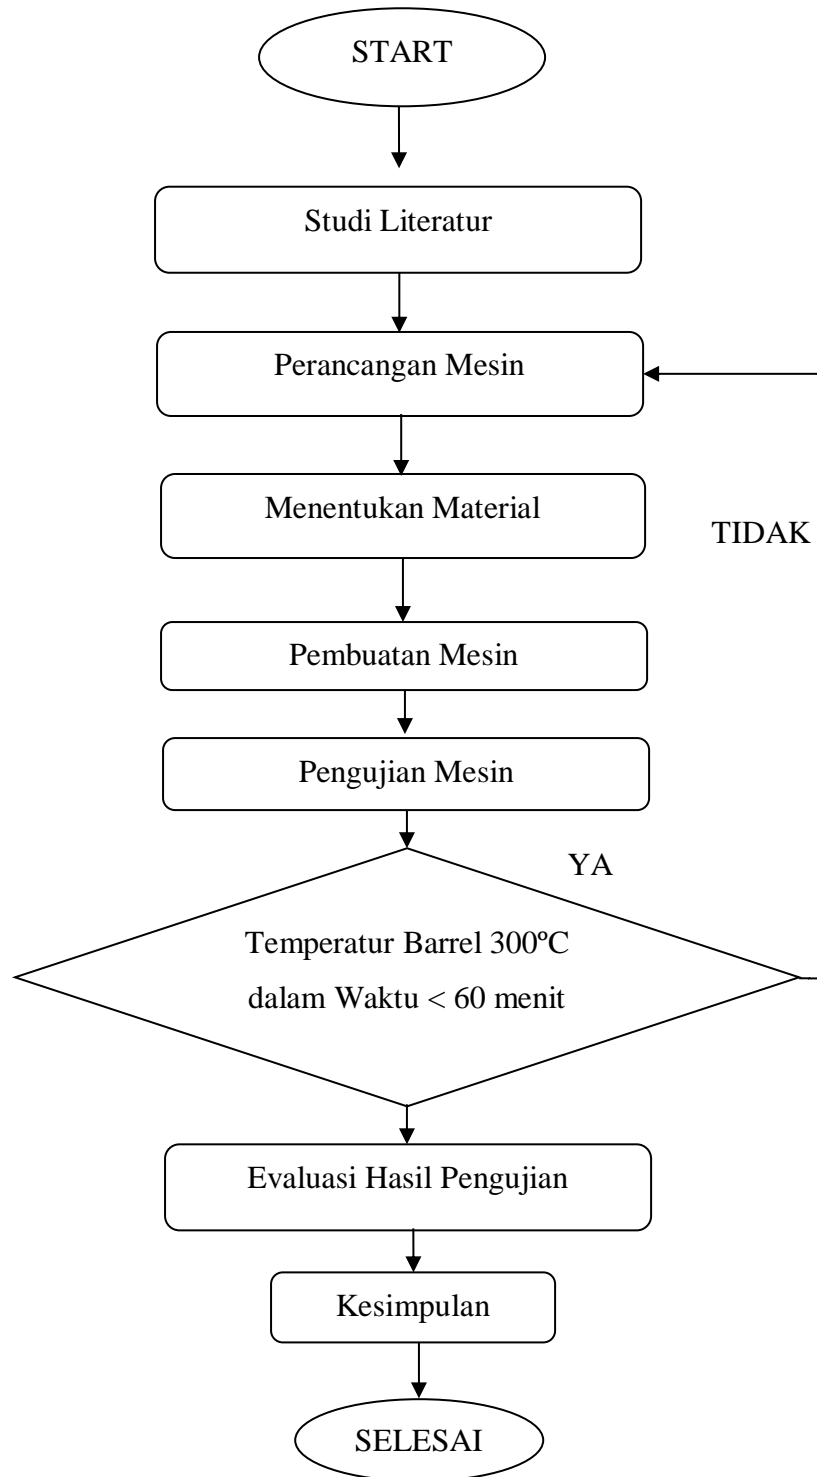 START
Studi Literatur
Perancangan Mesin
Menentukan Material
TIDAK
Pembuatan Mesin
Pengujian Mesin
YA
Temperatur Barrel 300ºC
dalam Waktu < 60 menit
Evaluasi Hasil Pengujian
Kesimpulan
SELESAI